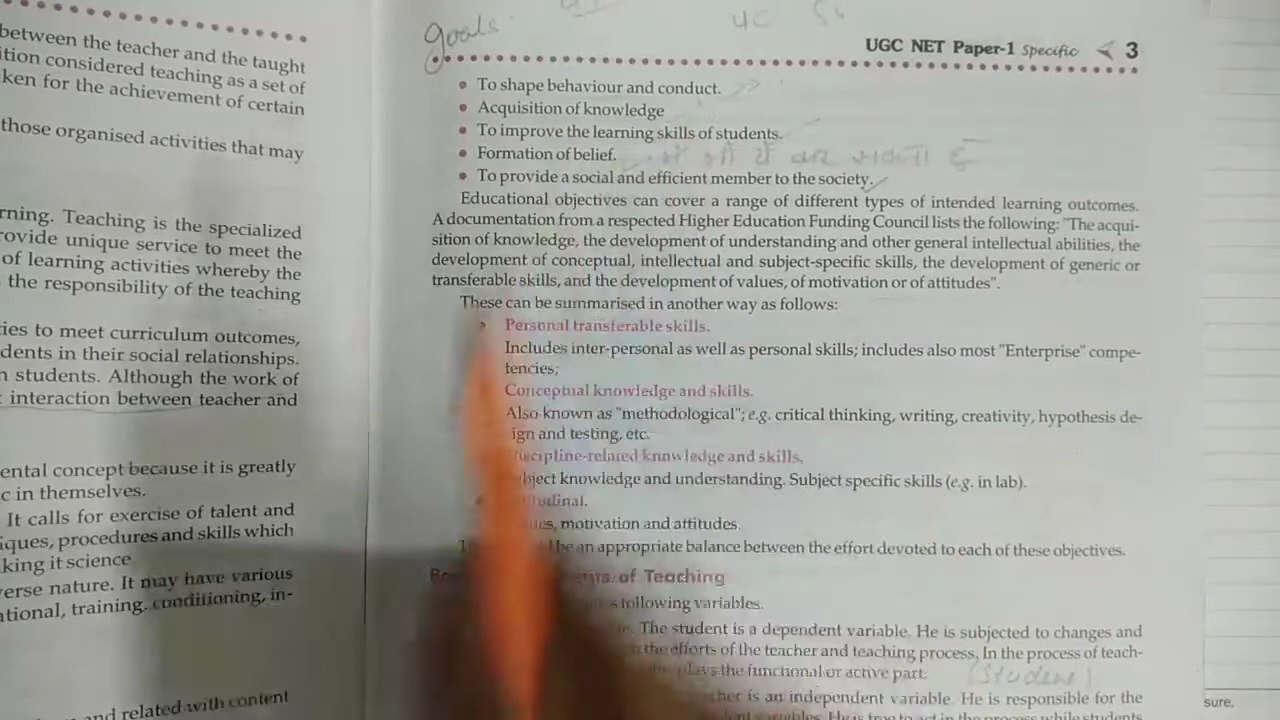 between the teacher and the taught
tion considered teaching as a set of
ken for the achievement of certain
those organised activities that may
rning. Teaching is the specialized
rovide unique service to meet the
of learning activities whereby the
the responsibility of the teaching
ties to meet curriculum outcomes,
dents in their social relationships.
n students. Although the work of
interaction between teacher and
ental concept because it is greatly
c in themselves.
It calls for exercise of talent and
iques, procedures and skills which
king it science
erse nature. It may have various
ational, training, conditioning, in-
and related with content
goals
UGC NET Paper-1 Specific 3
• To shape behaviour and conduct.
• Acquisition of knowledge
• To improve the learning skills of students.
• Formation of belief.
• To provide a social and efficient member to the society.
Educational objectives can cover a range of different types of intended learning outcomes.
A documentation from a respected Higher Education Funding Council lists the following: "The acqui-
sition of knowledge, the development of understanding and other general intellectual abilities, the
development of conceptual, intellectual and subject-specific skills, the development of generic or
transferable skills, and the development of values, of motivation or of attitudes".
These can be summarised in another way as follows:
Personal transferable skills.
Includes inter-personal as well as personal skills; includes also most "Enterprise" compe-
tencies;
Conceptual knowledge and skills.
Also known as "methodological"; e.g. critical thinking, writing, creativity, hypothesis de-
ign and testing, etc.
iscipline-related knowledge and skills.
bject knowledge and understanding. Subject specific skills (e.g. in lab).
tudinal.
ues, motivation and attitudes.
be an appropriate balance between the effort devoted to each of these objectives.
of Teaching
following variables.
The student is a dependent variable. He is subjected to changes and
the efforts of the teacher and teaching process. In the process of teach-
plays the functional or active part.
(Student)
cher is an independent variable. He is responsible for the
sure.